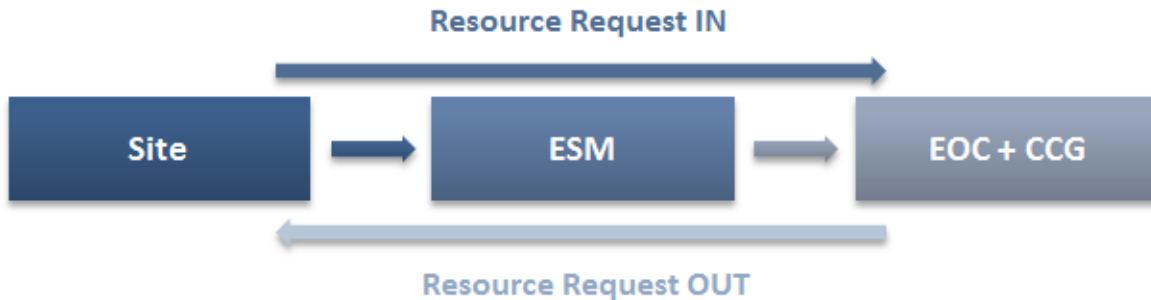 Resource Request IN
Site
ESM
EOC + CCG
Resource Request OUT